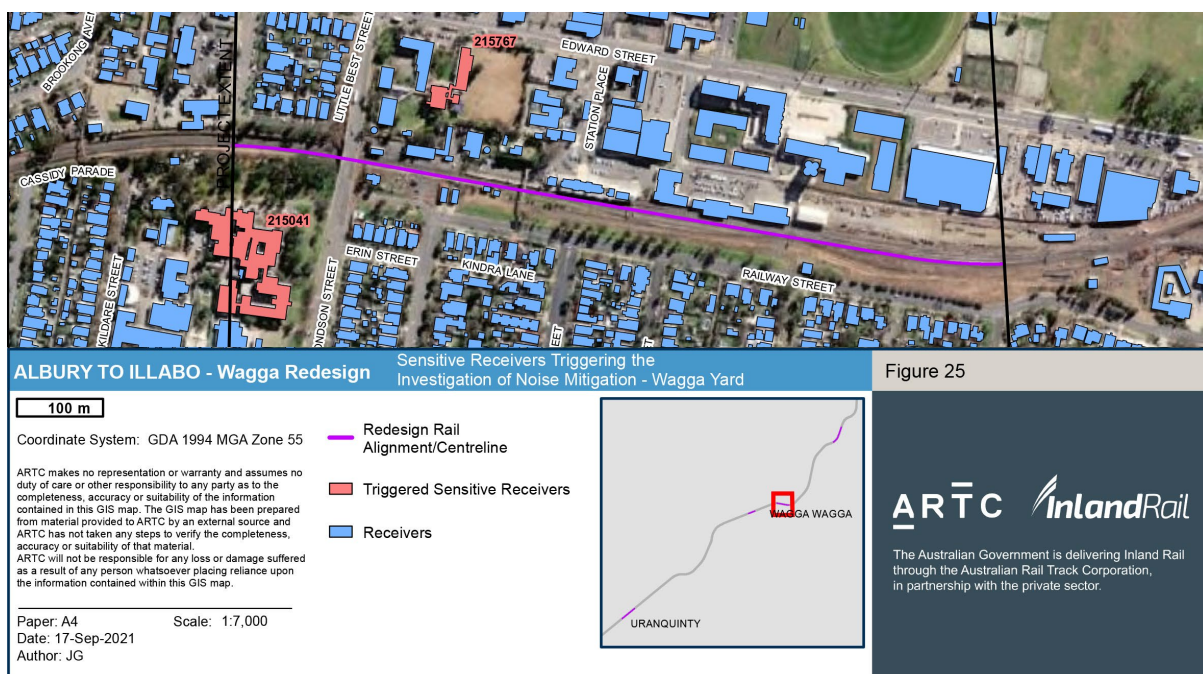 BROOKONG AVEN
PROJECT EXTENT
LITTLE BEST STREET
215767
EDWARD STREET
STATION PLACE
CASSIDY PARADE
215041
KILDARE STREET
ONDSON STREET
ERIN STREET
KINDRA LANE
EET
RAILWAY STREET
ALBURY TO ILLABO - Wagga Redesign
Sensitive Receivers Triggering the
Investigation of Noise Mitigation - Wagga Yard
Figure 25
100 m
Coordinate System: GDA 1994 MGA Zone 55
ARTC makes no representation or warranty and assumes no
duty of care or other responsibility to any party as to the
completeness, accuracy or suitability of the information
contained in this GIS map. The GIS map has been prepared
from material provided to ARTC by an external source and
ARTC has not taken any steps to verify the completeness,
accuracy or suitability of that material.
ARTC will not be responsible for any loss or damage suffered
as a result of any person whatsoever placing reliance upon
the information contained within this GIS map.
Paper: A4 Scale: 1:7,000
Date: 17-Sep-2021
Author: JG
Redesign Rail
Alignment/Centreline
Triggered Sensitive Receivers
Receivers
WAGGA WAGGA
URANQUINTY
ARTC
InlandRail
The Australian Government is delivering Inland Rail
through the Australian Rail Track Corporation,
in partnership with the private sector.